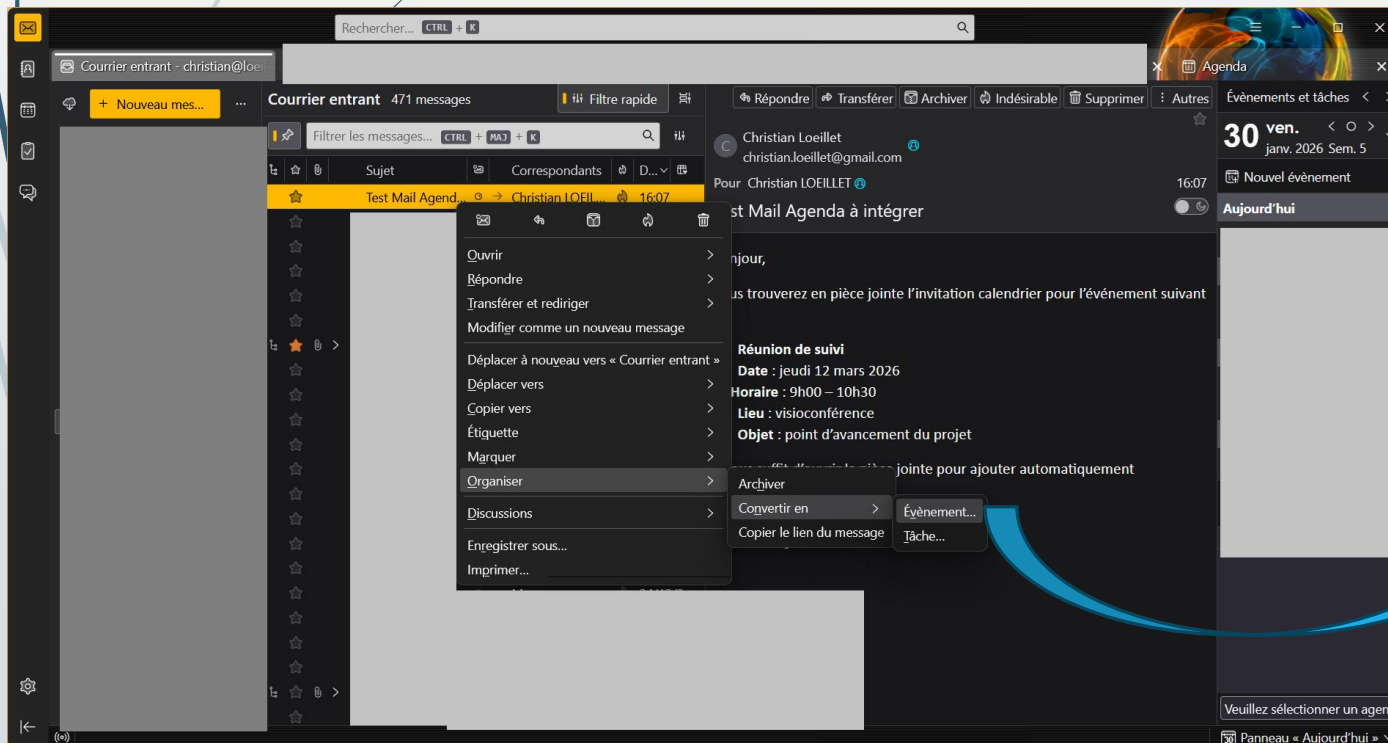 Rechercher... CTRL + K
Courrier entrant - christian@loei
Agenda
+ Nouveau mes... ...
Courrier entrant 471 messages
Filtre rapide
Filtrer les messages... CTRL + MAJ + K
Sujet Correspondants D...
Test Mail Agend... Christian LOEIL... 16:07
Ouvrir
Répondre
Transférer et rediriger
Modifier comme un nouveau message
Déplacer à nouveau vers « Courrier entrant »
Déplacer vers
Copier vers
Étiquette
Marquer
Organiser
Discussions
Enregistrer sous...
Imprimer...
Archiver
Convertir en
Copier le lien du message
Évènement...
Tâche...
Répondre Transférer Archiver Indésirable Supprimer Autres
C
Christian Loeillet
christian.loeillet@gmail.com
Pour Christian LOEILLET 16:07
st Mail Agenda à intégrer
njour,
us trouverez en pièce jointe l'invitation calendrier pour l'événement suivant
Réunion de suivi
Date : jeudi 12 mars 2026
Horaire : 9h00 – 10h30
Lieu : visioconférence
Objet : point d'avancement du projet
jointe pour ajouter automatiquement
Évènements et tâches
30 ven.
janv. 2026 Sem. 5
Nouvel évènement
Aujourd'hui
Veuillez sélectionner un agen
30 Panneau « Aujourd'hui »